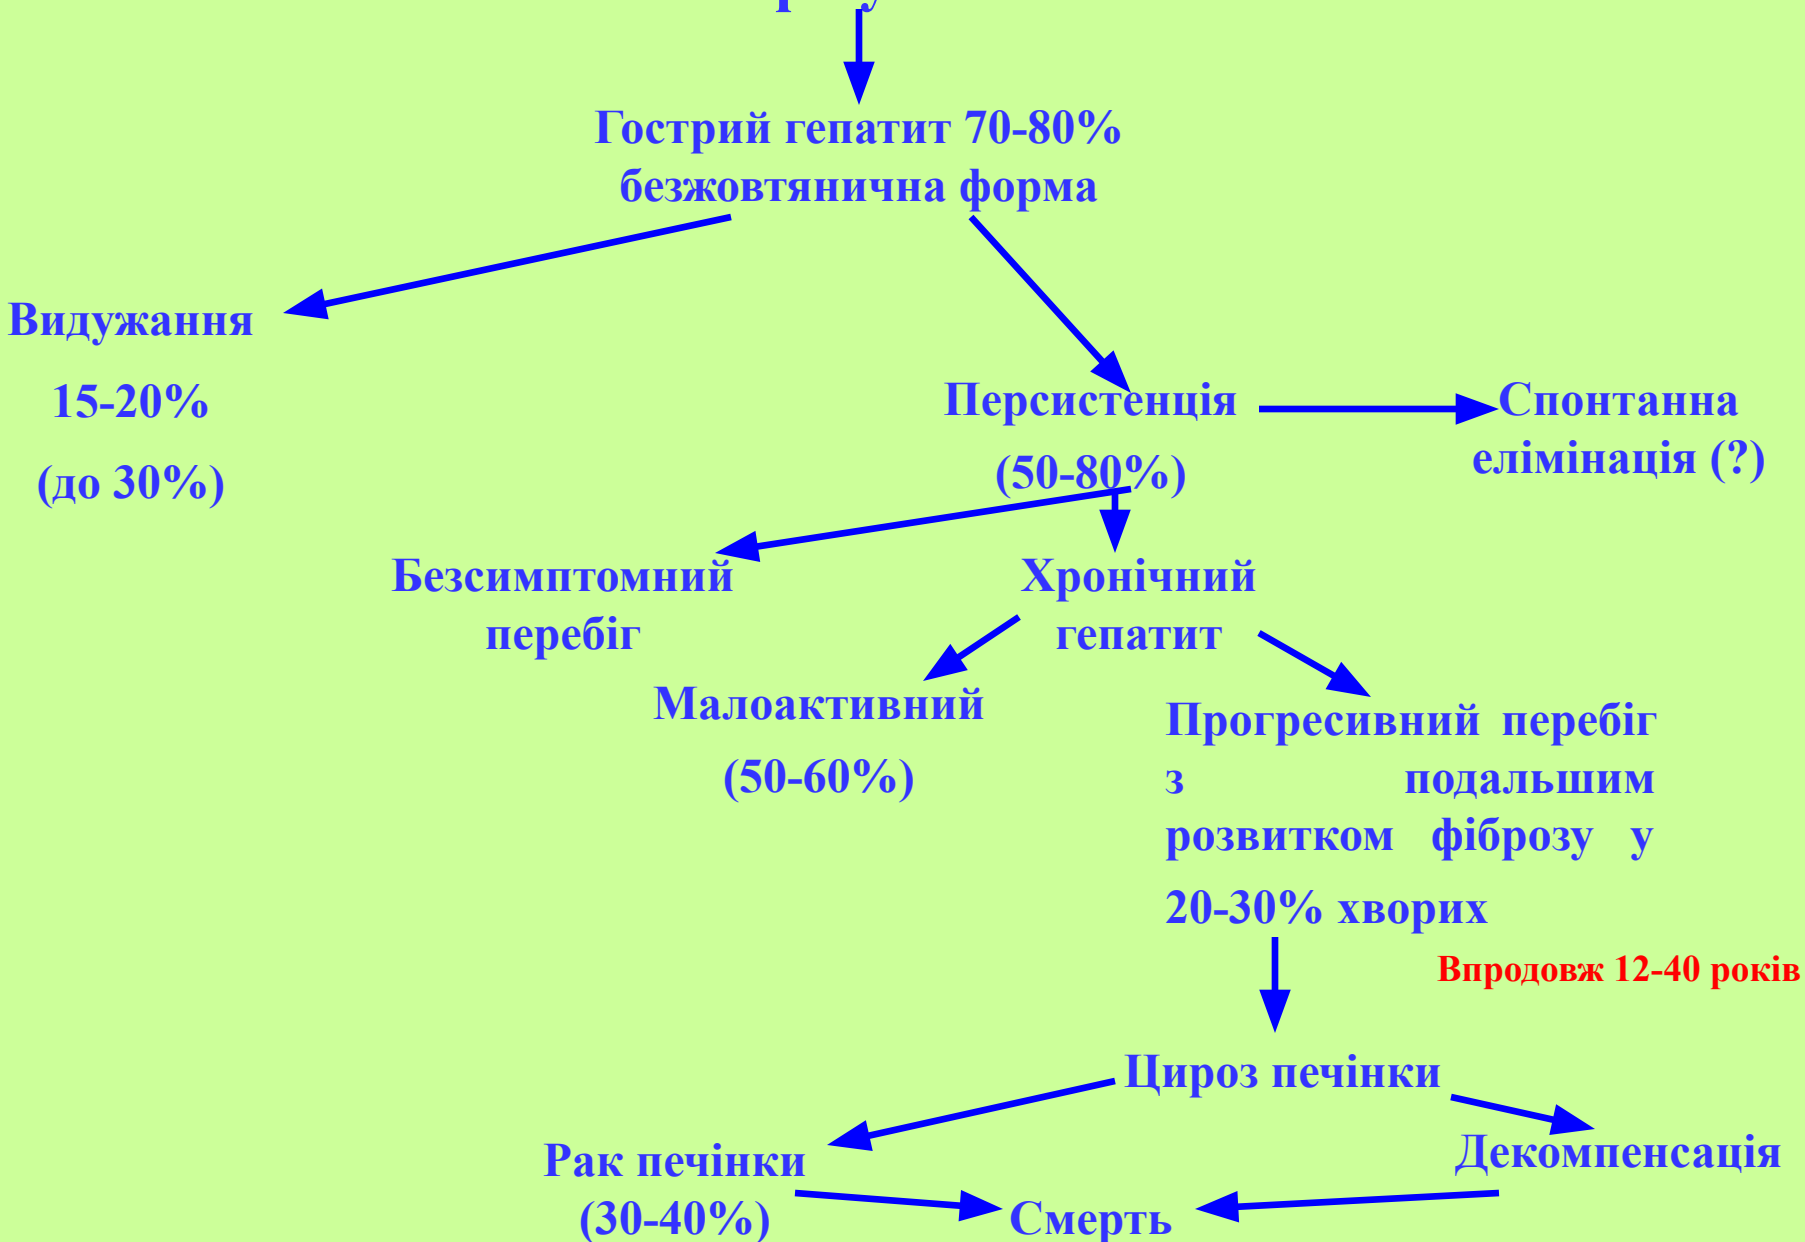 Гострий гепатит 70-80%
безжовтянична форма
Видужання
15-20%
(до 30%)
Персистенція
(50-80%)
Спонтанна
елімінація (?)
Безсимптомний
перебіг
Хронічний
гепатит
Малоактивний
(50-60%)
Прогресивний перебіг
з подальшим
розвитком фіброзу у
20-30% хворих
Впродовж 12-40 років
Цироз печінки
Рак печінки
(30-40%)
Декомпенсація
Смерть